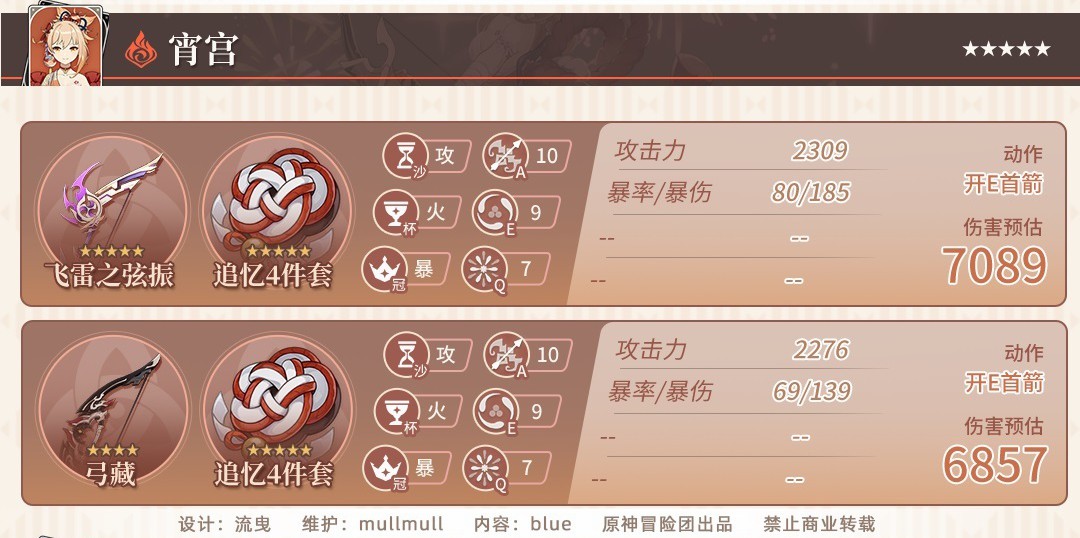 宵宫
★★★★★
沙 攻 A 10
攻击力 2309
动作
开E首箭
杯 火 E 9
暴率/暴伤 80/185
-- --
伤害预估
7089
★★★★★
飞雷之弦振
★★★★★
追忆4件套
冠 暴 Q 7
-- --
沙 攻 A 10
攻击力 2276
动作
开E首箭
杯 火 E 9
暴率/暴伤 69/139
-- --
伤害预估
6857
★★★★
弓藏
★★★★★
追忆4件套
冠 暴 Q 7
-- --
设计：流曳 维护：mullmull 内容：blue 原神冒险团出品 禁止商业转载